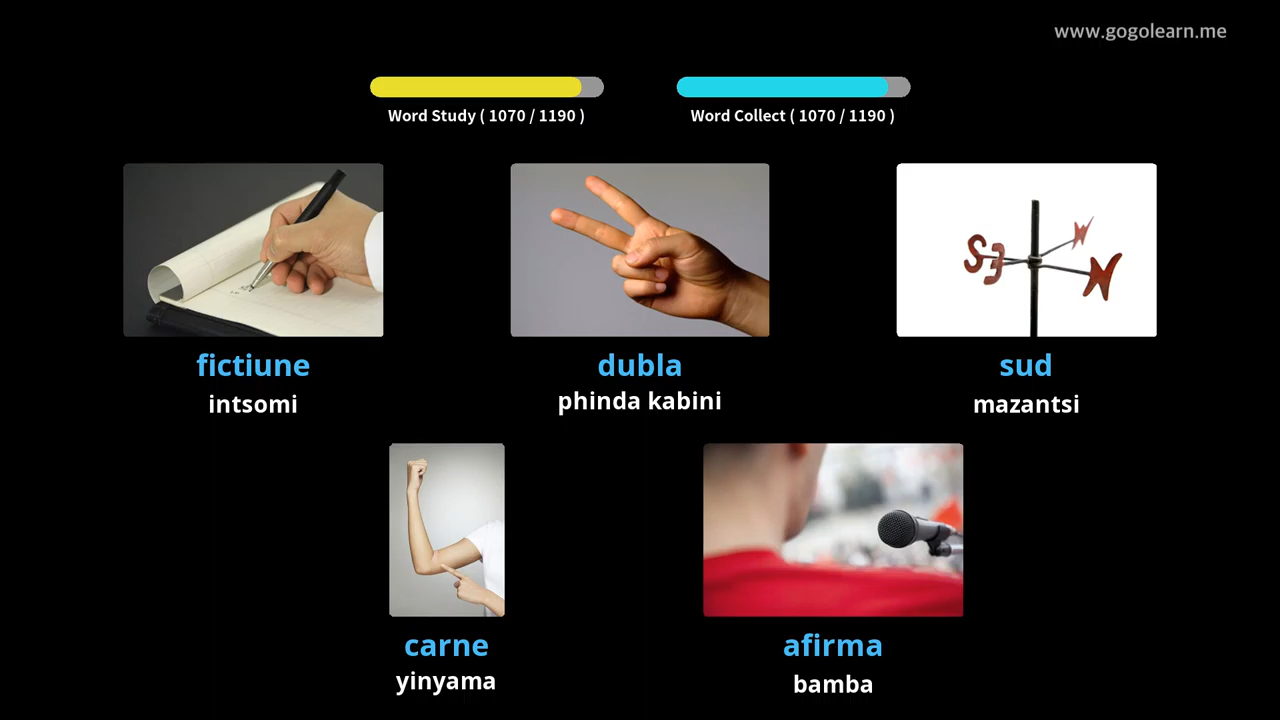 www.gogolearn.me
Word Study ( 1070 / 1190 )
Word Collect ( 1070 / 1190 )
S E N W
fictiune
dubla
sud
intsomi
phinda kabini
mazantsi
carne
afirma
yinyama
bamba